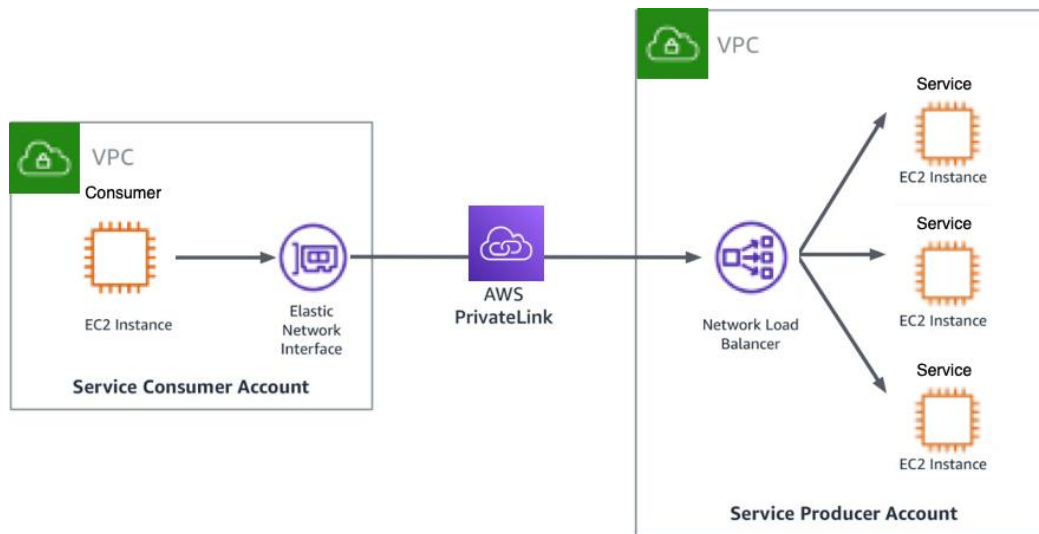 VPC
Consumer
EC2 Instance
Elastic
Network
Interface
Service Consumer Account
AWS
PrivateLink
VPC
Network Load
Balancer
Service
EC2 Instance
Service
EC2 Instance
Service
EC2 Instance
Service Producer Account